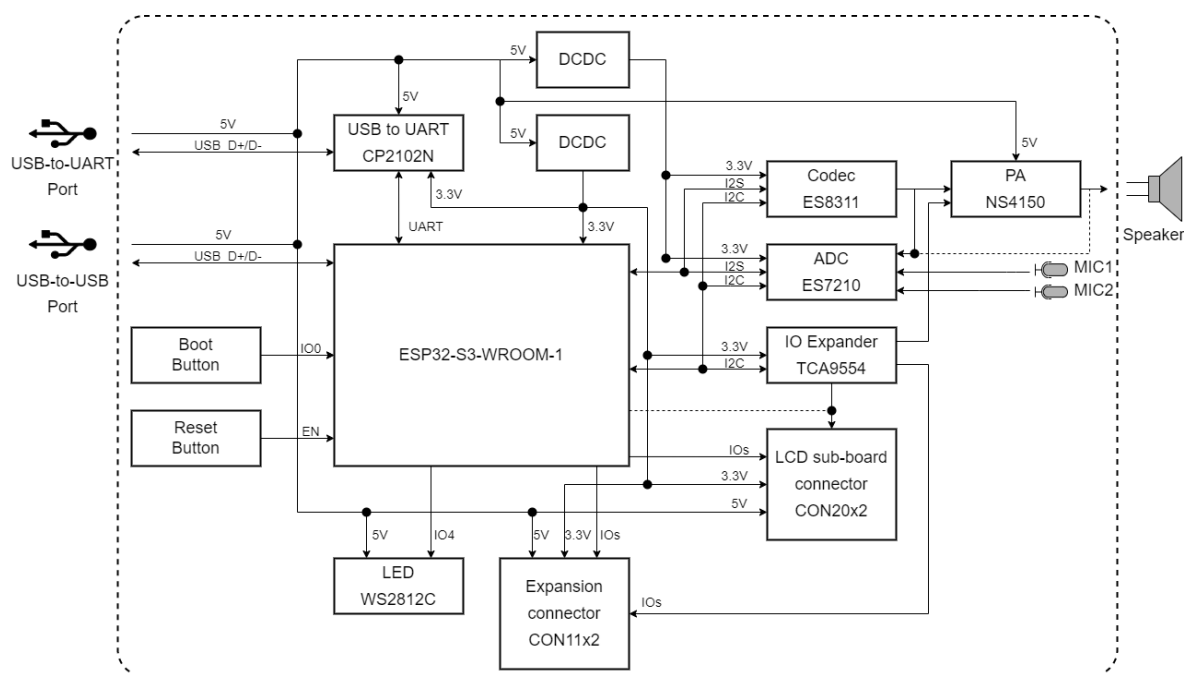 5V
DCDC
5V
USB to UART
CP2102N
5V
DCDC
5V
USB D+/D-
USB-to-UART
Port
5V
3.3V
UART
3.3V
3.3V
I2S
I2C
Codec
ES8311
PA
NS4150
Speaker
5V
USB D+/D-
USB-to-USB
Port
3.3V
I2S
I2C
ADC
ES7210
MIC1
MIC2
Boot
Button
IO0
ESP32-S3-WROOM-1
3.3V
I2C
IO Expander
TCA9554
Reset
Button
EN
IOs
3.3V
5V
LCD sub-board
connector
CON20x2
5V
IO4
5V
3.3V
IOs
LED
WS2812C
Expansion
connector
CON11x2
IOs